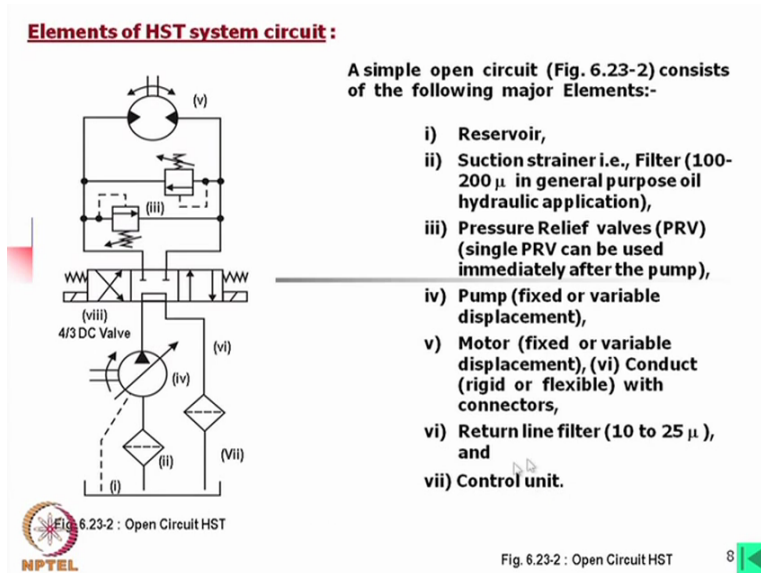 Elements of HST system circuit :
A simple open circuit (Fig. 6.23-2) consists
of the following major Elements:-
i) Reservoir,
ii) Suction strainer i.e., Filter (100-
200 μ in general purpose oil
hydraulic application),
iii) Pressure Relief valves (PRV)
(single PRV can be used
immediately after the pump),
iv) Pump (fixed or variable
displacement),
v) Motor (fixed or variable
displacement), (vi) Conduct
(rigid or flexible) with
connectors,
vi) Return line filter (10 to 25 μ ),
and
vii) Control unit.
(v)
(iii)
(viii)
4/3 DC Valve
(vi)
(iv)
(ii)
(Vii)
(i)
Fig. 6.23-2 : Open Circuit HST
NPTEL
Fig. 6.23-2 : Open Circuit HST
8